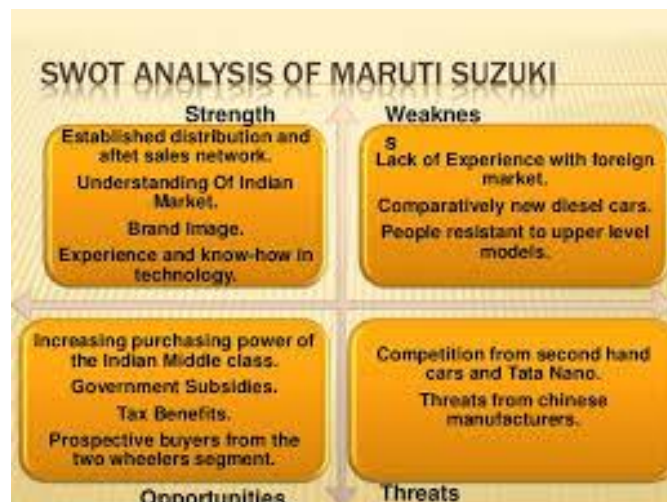 SWOT ANALYSIS OF MARUTI SUZUKI
Strength
Established distribution and
aftet sales network.
Understanding Of Indian
Market.
Brand Image.
Experience and know-how in
technology.
Weaknes
s
Lack of Experience with foreign
market.
Comparatively new diesel cars.
People resistant to upper level
models.
Increasing purchasing power of
the Indian Middle class.
Government Subsidies.
Tax Benefits.
Prospective buyers from the
two wheelers segment.
Opportunities
Competition from second hand
cars and Tata Nano.
Threats from chinese
manufacturers.
Threats